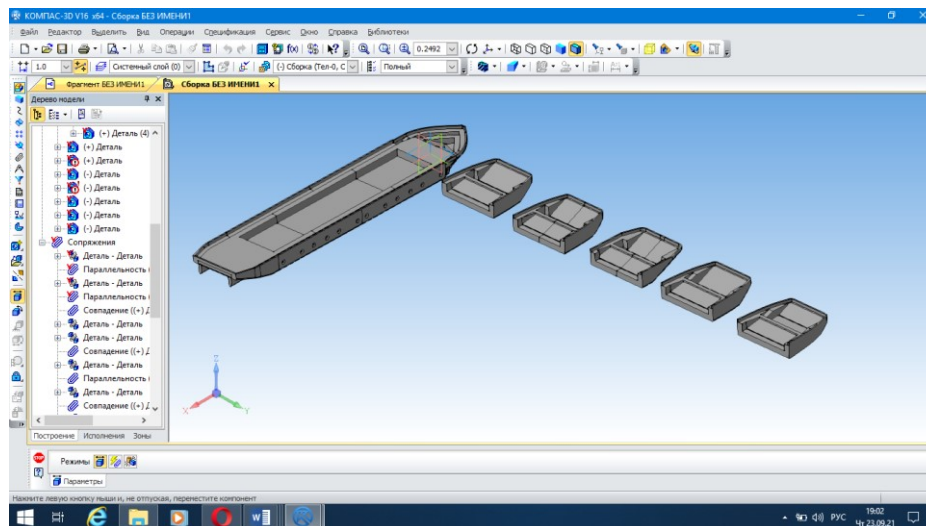 КОМПАС-3D V16 x64 - Сборка БЕЗ ИМЕНИ1
Файл Редактор Выделить Вид Операции Спецификация Сервис Окно Справка Библиотеки
0.2492
1.0 Системный слой (0) (-) Сборка (Тел-0, С Полный
Фрагмент БЕЗ ИМЕНИ1 Сборка БЕЗ ИМЕНИ1
Дерево модели
(+) Деталь (4)
(+) Деталь
(+) Деталь
(-) Деталь
(-) Деталь
(-) Деталь
(-) Деталь
(-) Деталь
Сопряжения
Деталь - Деталь
Параллельность
Деталь - Деталь
Параллельность
Совпадение ((+) Д
Деталь - Деталь
Деталь - Деталь
Совпадение ((+) Д
Деталь - Деталь
Параллельность
Деталь - Деталь
Совпадение ((+) Д
Z
X Y
Построение Исполнения Зоны
STOP
Режимы
Параметры
Нажмите левую кнопку мыши и, не отпуская, переместите компонент
РУС
19:02
Чт 23.09.21